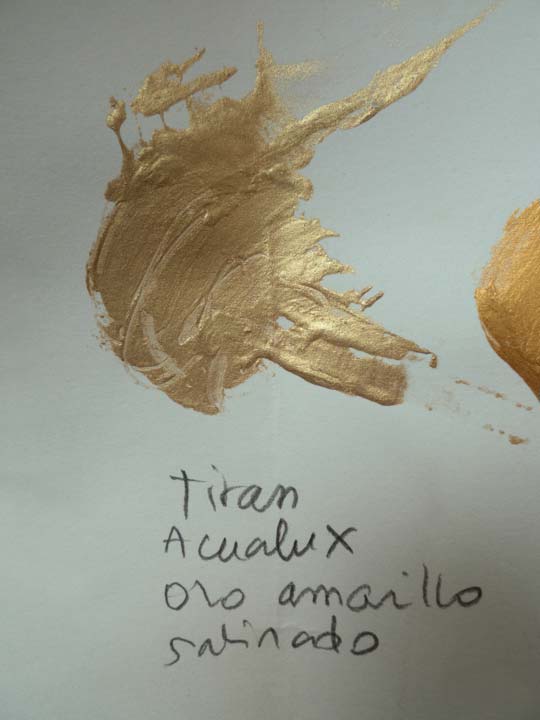 Titan
Acualux
oro amarillo
satinado